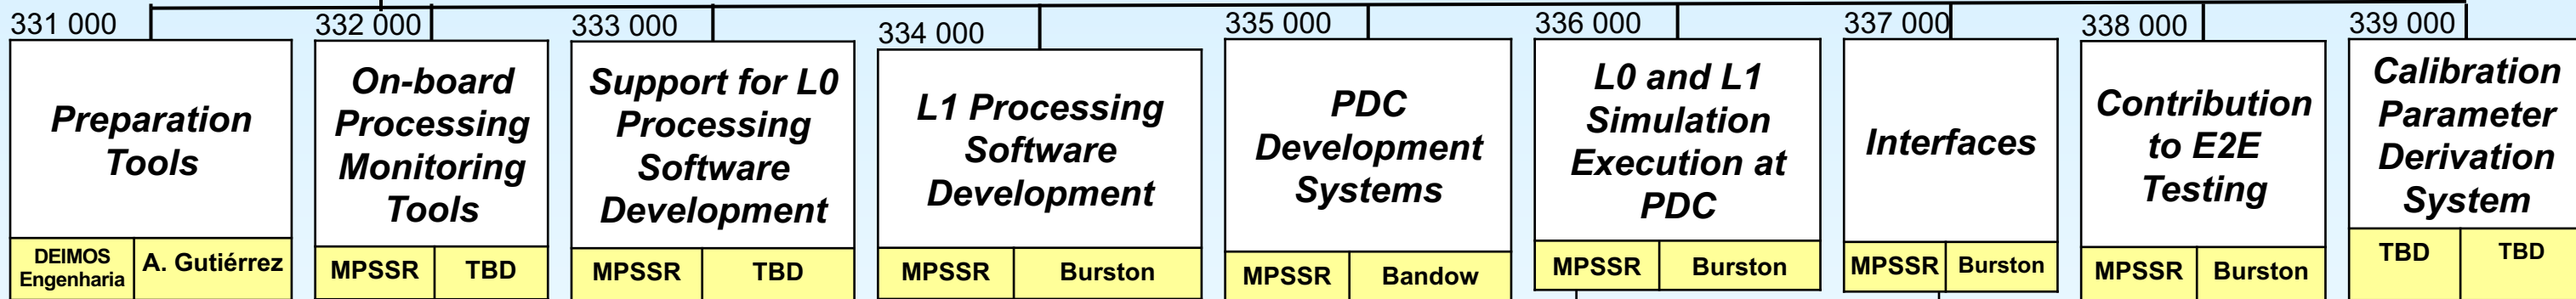 331 000
Preparation
Tools
DEIMOS
Engenharia
A. Gutiérrez
332 000
On-board
Processing
Monitoring
Tools
MPSSR
TBD
333 000
Support for L0
Processing
Software
Development
MPSSR
TBD
334 000
L1 Processing
Software
Development
MPSSR
Burston
335 000
PDC
Development
Systems
MPSSR
Bandow
336 000
L0 and L1
Simulation
Execution at
PDC
MPSSR
Burston
337 000
Interfaces
MPSSR
Burston
338 000
Contribution
to E2E
Testing
MPSSR
Burston
339 000
Calibration
Parameter
Derivation
System
TBD
TBD